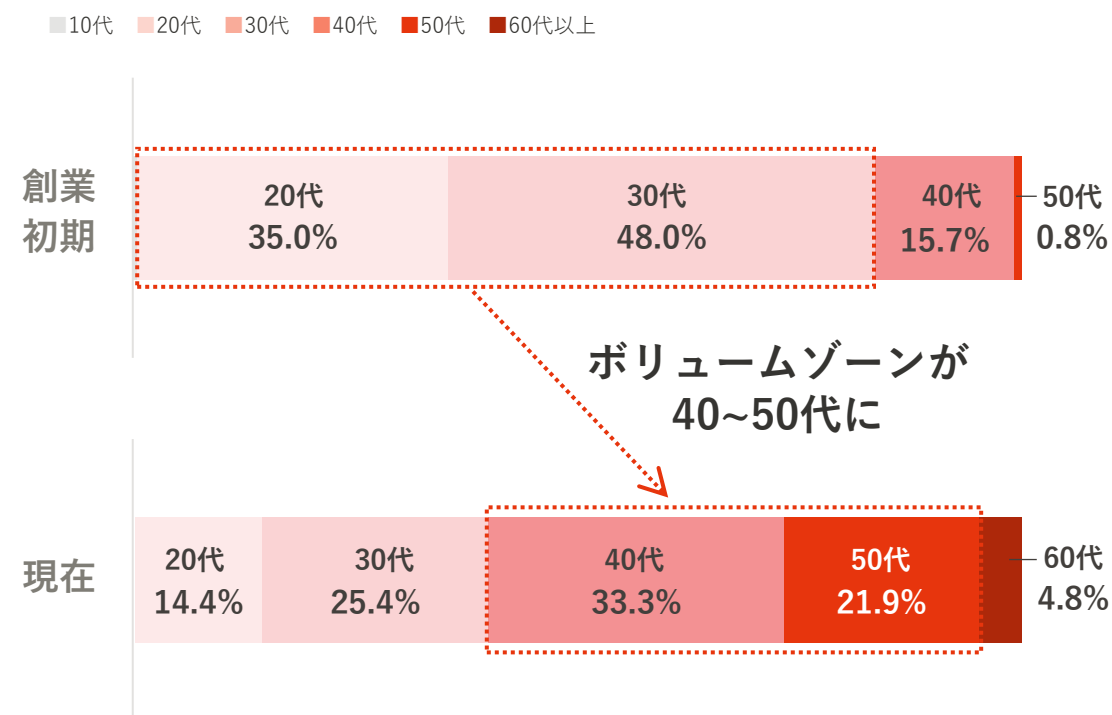 10代 20代 30代 40代 50代 60代以上
創業
初期
20代
35.0%
30代
48.0%
40代
15.7%
50代
0.8%
ボリュームゾーンが
40~50代に
現在
20代
14.4%
30代
25.4%
40代
33.3%
50代
21.9%
60代
4.8%